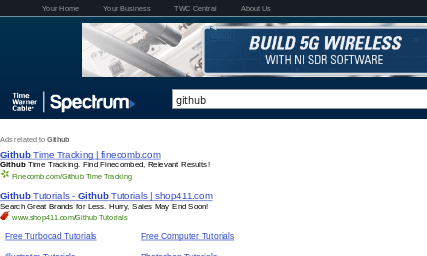 Your Home Your Business TWC Central About Us
BUILD 5G WIRELESS
WITH NI SDR SOFTWARE
Time
Warner
Cable
Spectrum
github
Ads related to Github
Github Time Tracking | finecomb.com
Github Time Tracking. Find Finecombed, Relevant Results!
Finecomb.com/Github Time Tracking
Github Tutorials - Github Tutorials | shop411.com
Search Great Brands for Less. Hurry, Sales May End Soon!
www.shop411.com/Github Tutorials
Free Turbocad Tutorials Free Computer Tutorials
Illustrator Tutorials Photoshop Tutorials